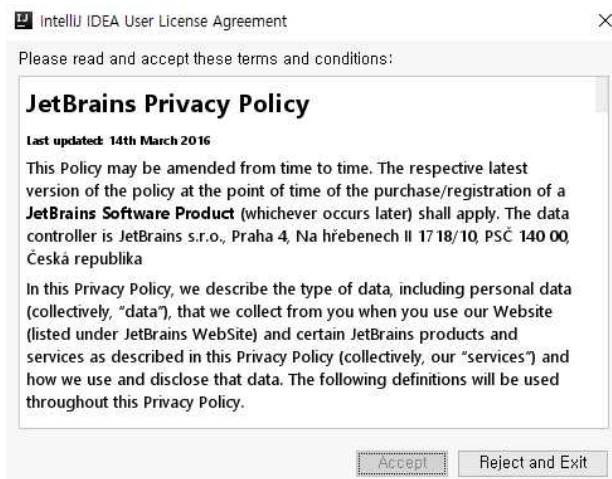 IJ
IntelliJ IDEA User License Agreement
Please read and accept these terms and conditions:
JetBrains Privacy Policy
Last updated: 14th March 2016
This Policy may be amended from time to time. The respective latest
version of the policy at the point of time of the purchase/registration of a
JetBrains Software Product (whichever occurs later) shall apply. The data
controller is JetBrains s.r.o., Praha 4, Na hřebenech II 1718/10, PSČ 140 00,
Česká republika
In this Privacy Policy, we describe the type of data, including personal data
(collectively, “data”), that we collect from you when you use our Website
(listed under JetBrains WebSite) and certain JetBrains products and
services as described in this Privacy Policy (collectively, our “services”) and
how we use and disclose that data. The following definitions will be used
throughout this Privacy Policy.
Accept
Reject and Exit